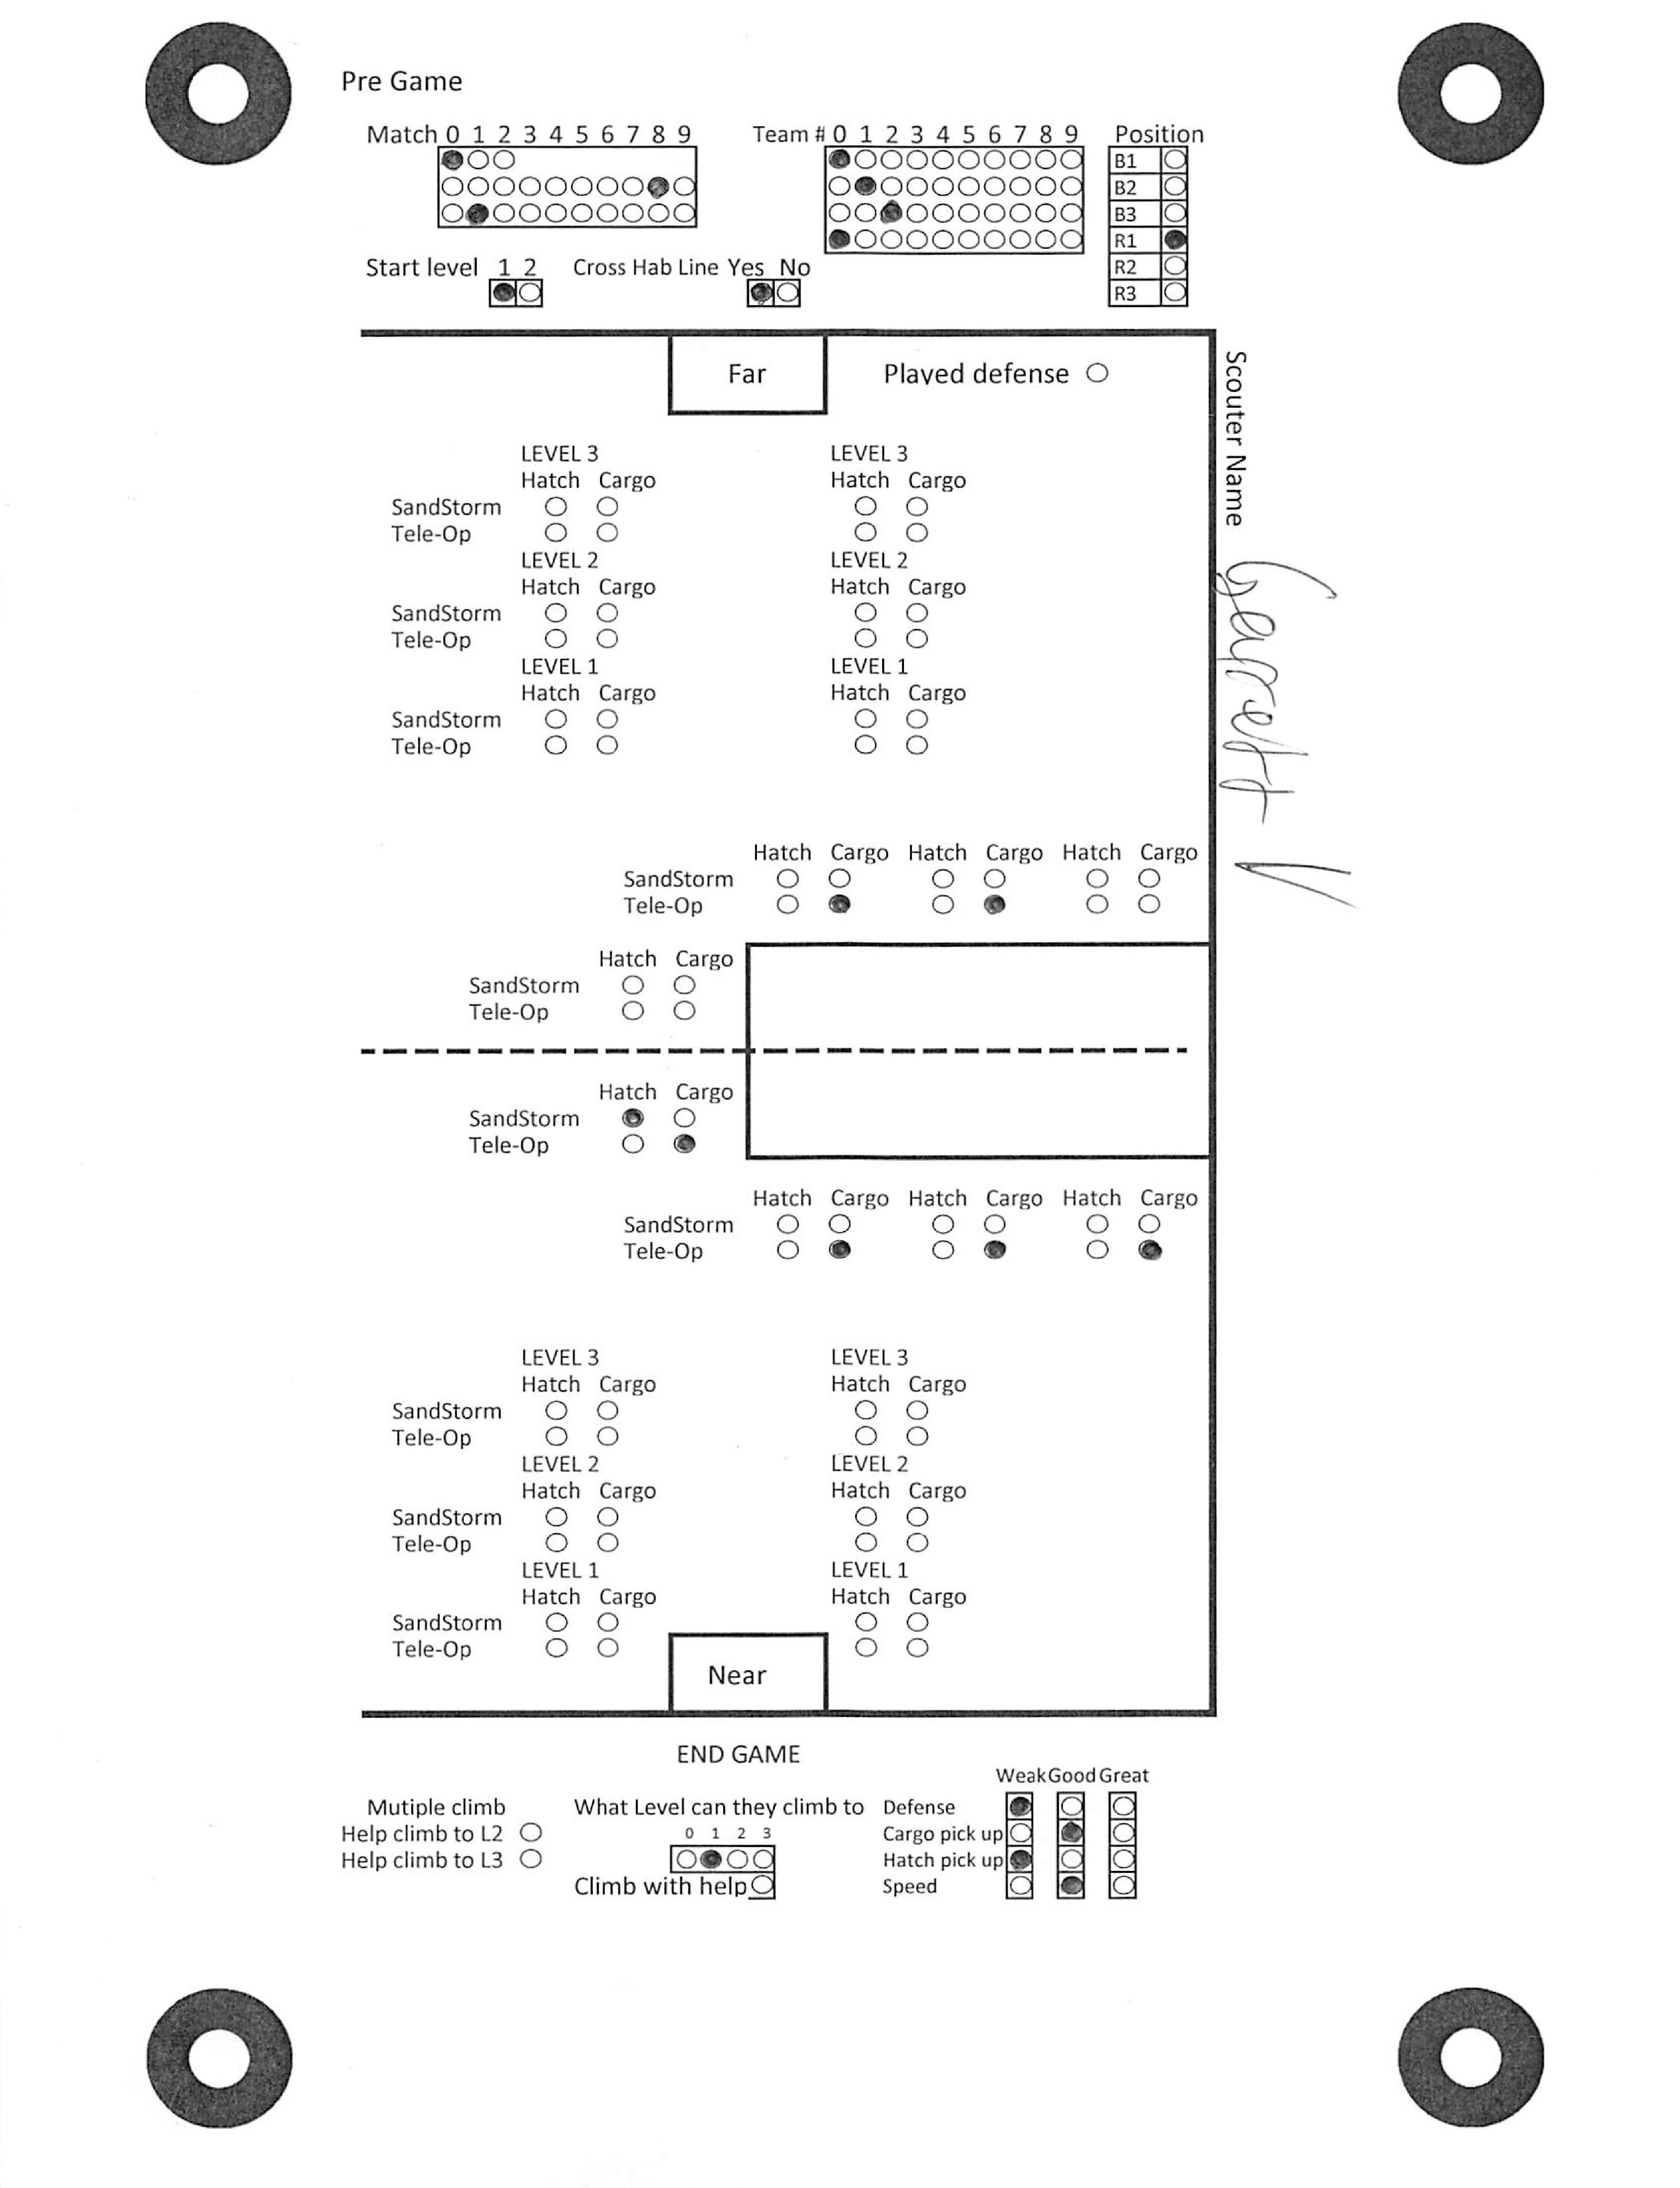 Pre Game
Match 0 1 2 3 4 5 6 7 8 9
Team # 0 1 2 3 4 5 6 7 8 9
Position
B1
B2
B3
R1
R2
R3
Start level 1 2
Cross Hab Line Yes No
Far
Played defense
Scouter Name
LEVEL 3 LEVEL 3
Hatch Cargo Hatch Cargo
SandStorm
Tele-Op
LEVEL 2 LEVEL 2
Hatch Cargo Hatch Cargo
SandStorm
Tele-Op
LEVEL 1 LEVEL 1
Hatch Cargo Hatch Cargo
SandStorm
Tele-Op
Hatch Cargo Hatch Cargo Hatch Cargo
SandStorm
Tele-Op
Hatch Cargo
SandStorm
Tele-Op
Hatch Cargo
SandStorm
Tele-Op
Hatch Cargo Hatch Cargo Hatch Cargo
SandStorm
Tele-Op
LEVEL 3 LEVEL 3
Hatch Cargo Hatch Cargo
SandStorm
Tele-Op
LEVEL 2 LEVEL 2
Hatch Cargo Hatch Cargo
SandStorm
Tele-Op
LEVEL 1 LEVEL 1
Hatch Cargo Hatch Cargo
SandStorm
Tele-Op
Near
END GAME
Mutiple climb
Help climb to L2
Help climb to L3
What Level can they climb to
0 1 2 3
Climb with help
Weak Good Great
Defense
Cargo pick up
Hatch pick up
Speed